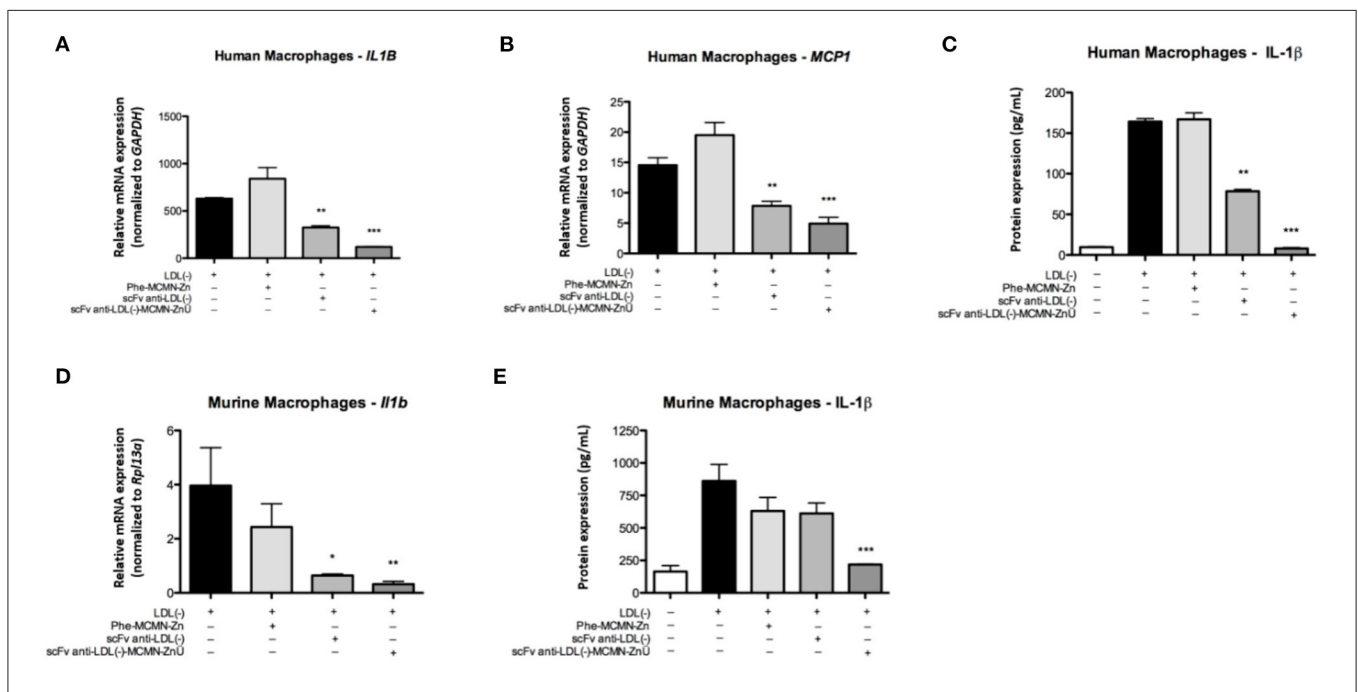 A
Human Macrophages - IL1B
Relative mRNA expression
(normalized to GAPDH)
1500
1000
500
0
**
***
LDL(-) + + + +
Phe-MCMN-Zn – + – –
scFv anti-LDL(-) – – + –
scFv anti-LDL(-)-MCMN-ZnÜ – – – +
B
Human Macrophages - MCP1
Relative mRNA expression
(normalized to GAPDH)
25
20
15
10
5
0
**
***
LDL(-) + + + +
Phe-MCMN-Zn – + – –
scFv anti-LDL(-) – – + –
scFv anti-LDL(-)-MCMN-ZnÜ – – – +
C
Human Macrophages - IL-1β
Protein expression (pg/mL)
200
150
100
50
0
**
***
LDL(-) – + + + +
Phe-MCMN-Zn – – + – –
scFv anti-LDL(-) – – – + –
scFv anti-LDL(-)-MCMN-ZnÜ – – – – +
D
Murine Macrophages - Il1b
Relative mRNA expression
(normalized to Rpl13a)
6
4
2
0
*
**
LDL(-) + + + +
Phe-MCMN-Zn – + – –
scFv anti-LDL(-) – – + –
scFv anti-LDL(-)-MCMN-ZnÜ – – – +
E
Murine Macrophages - IL-1β
Protein expression (pg/mL)
1250
1000
750
500
250
0
***
LDL(-) – + + + +
Phe-MCMN-Zn – – + – –
scFv anti-LDL(-) – – – + –
scFv anti-LDL(-)-MCMN-ZnÜ – – – – +